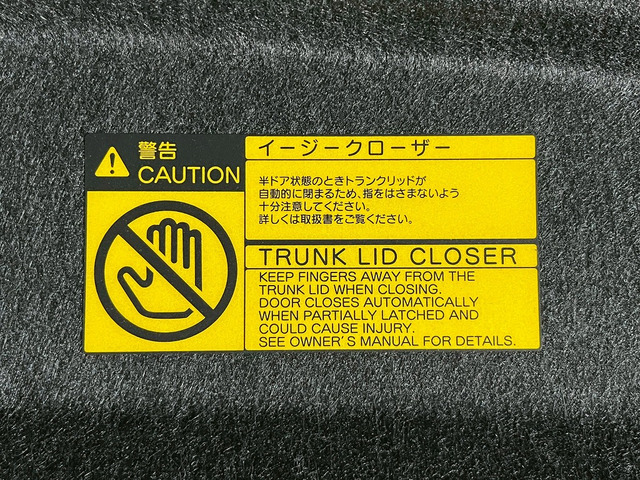 警告
CAUTION
イージークローザー
半ドア状態のときトランクリッドが
自動的に閉まるため、指をはさまないよう
十分注意してください。
詳しくは取扱書をご覧ください。
TRUNK LID CLOSER
KEEP FINGERS AWAY FROM THE
TRUNK LID WHEN CLOSING.
DOOR CLOSES AUTOMATICALLY
WHEN PARTIALLY LATCHED AND
COULD CAUSE INJURY.
SEE OWNER'S MANUAL FOR DETAILS.